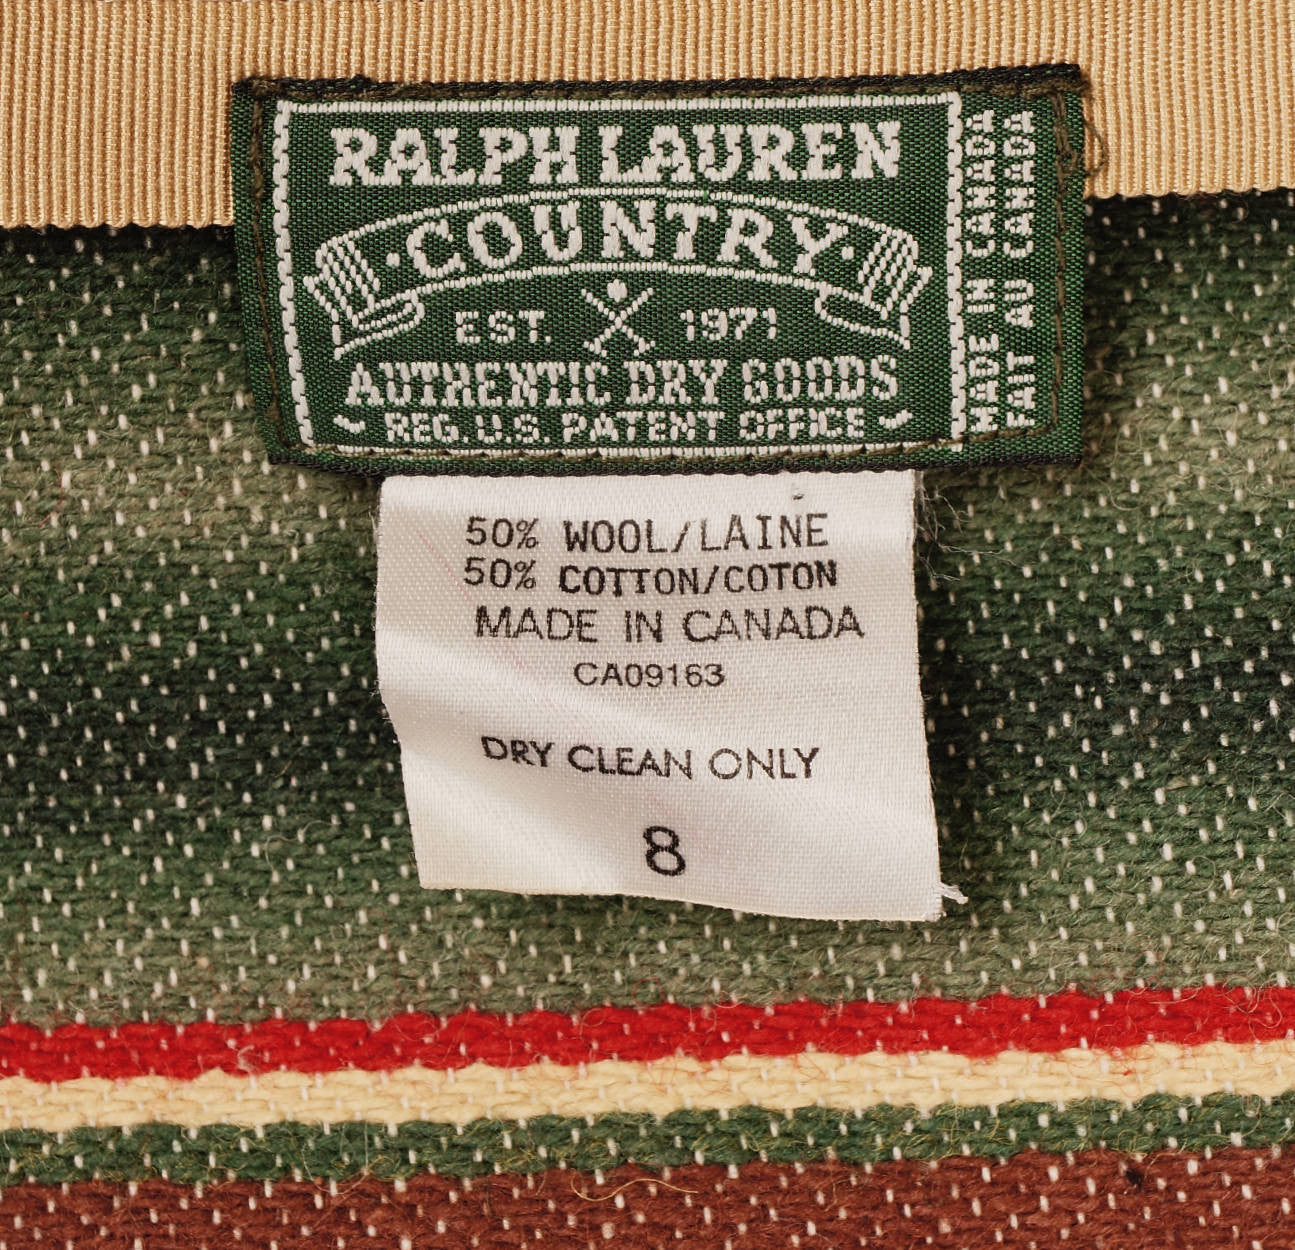 RALPH LAUREN
·COUNTRY·
EST. 1971
AUTHENTIC DRY GOODS
REG. U.S. PATENT OFFICE
MADE IN CANADA
FAIT AU CANADA
50% WOOL/LAINE
50% COTTON/COTON
MADE IN CANADA
CA09163
DRY CLEAN ONLY
8